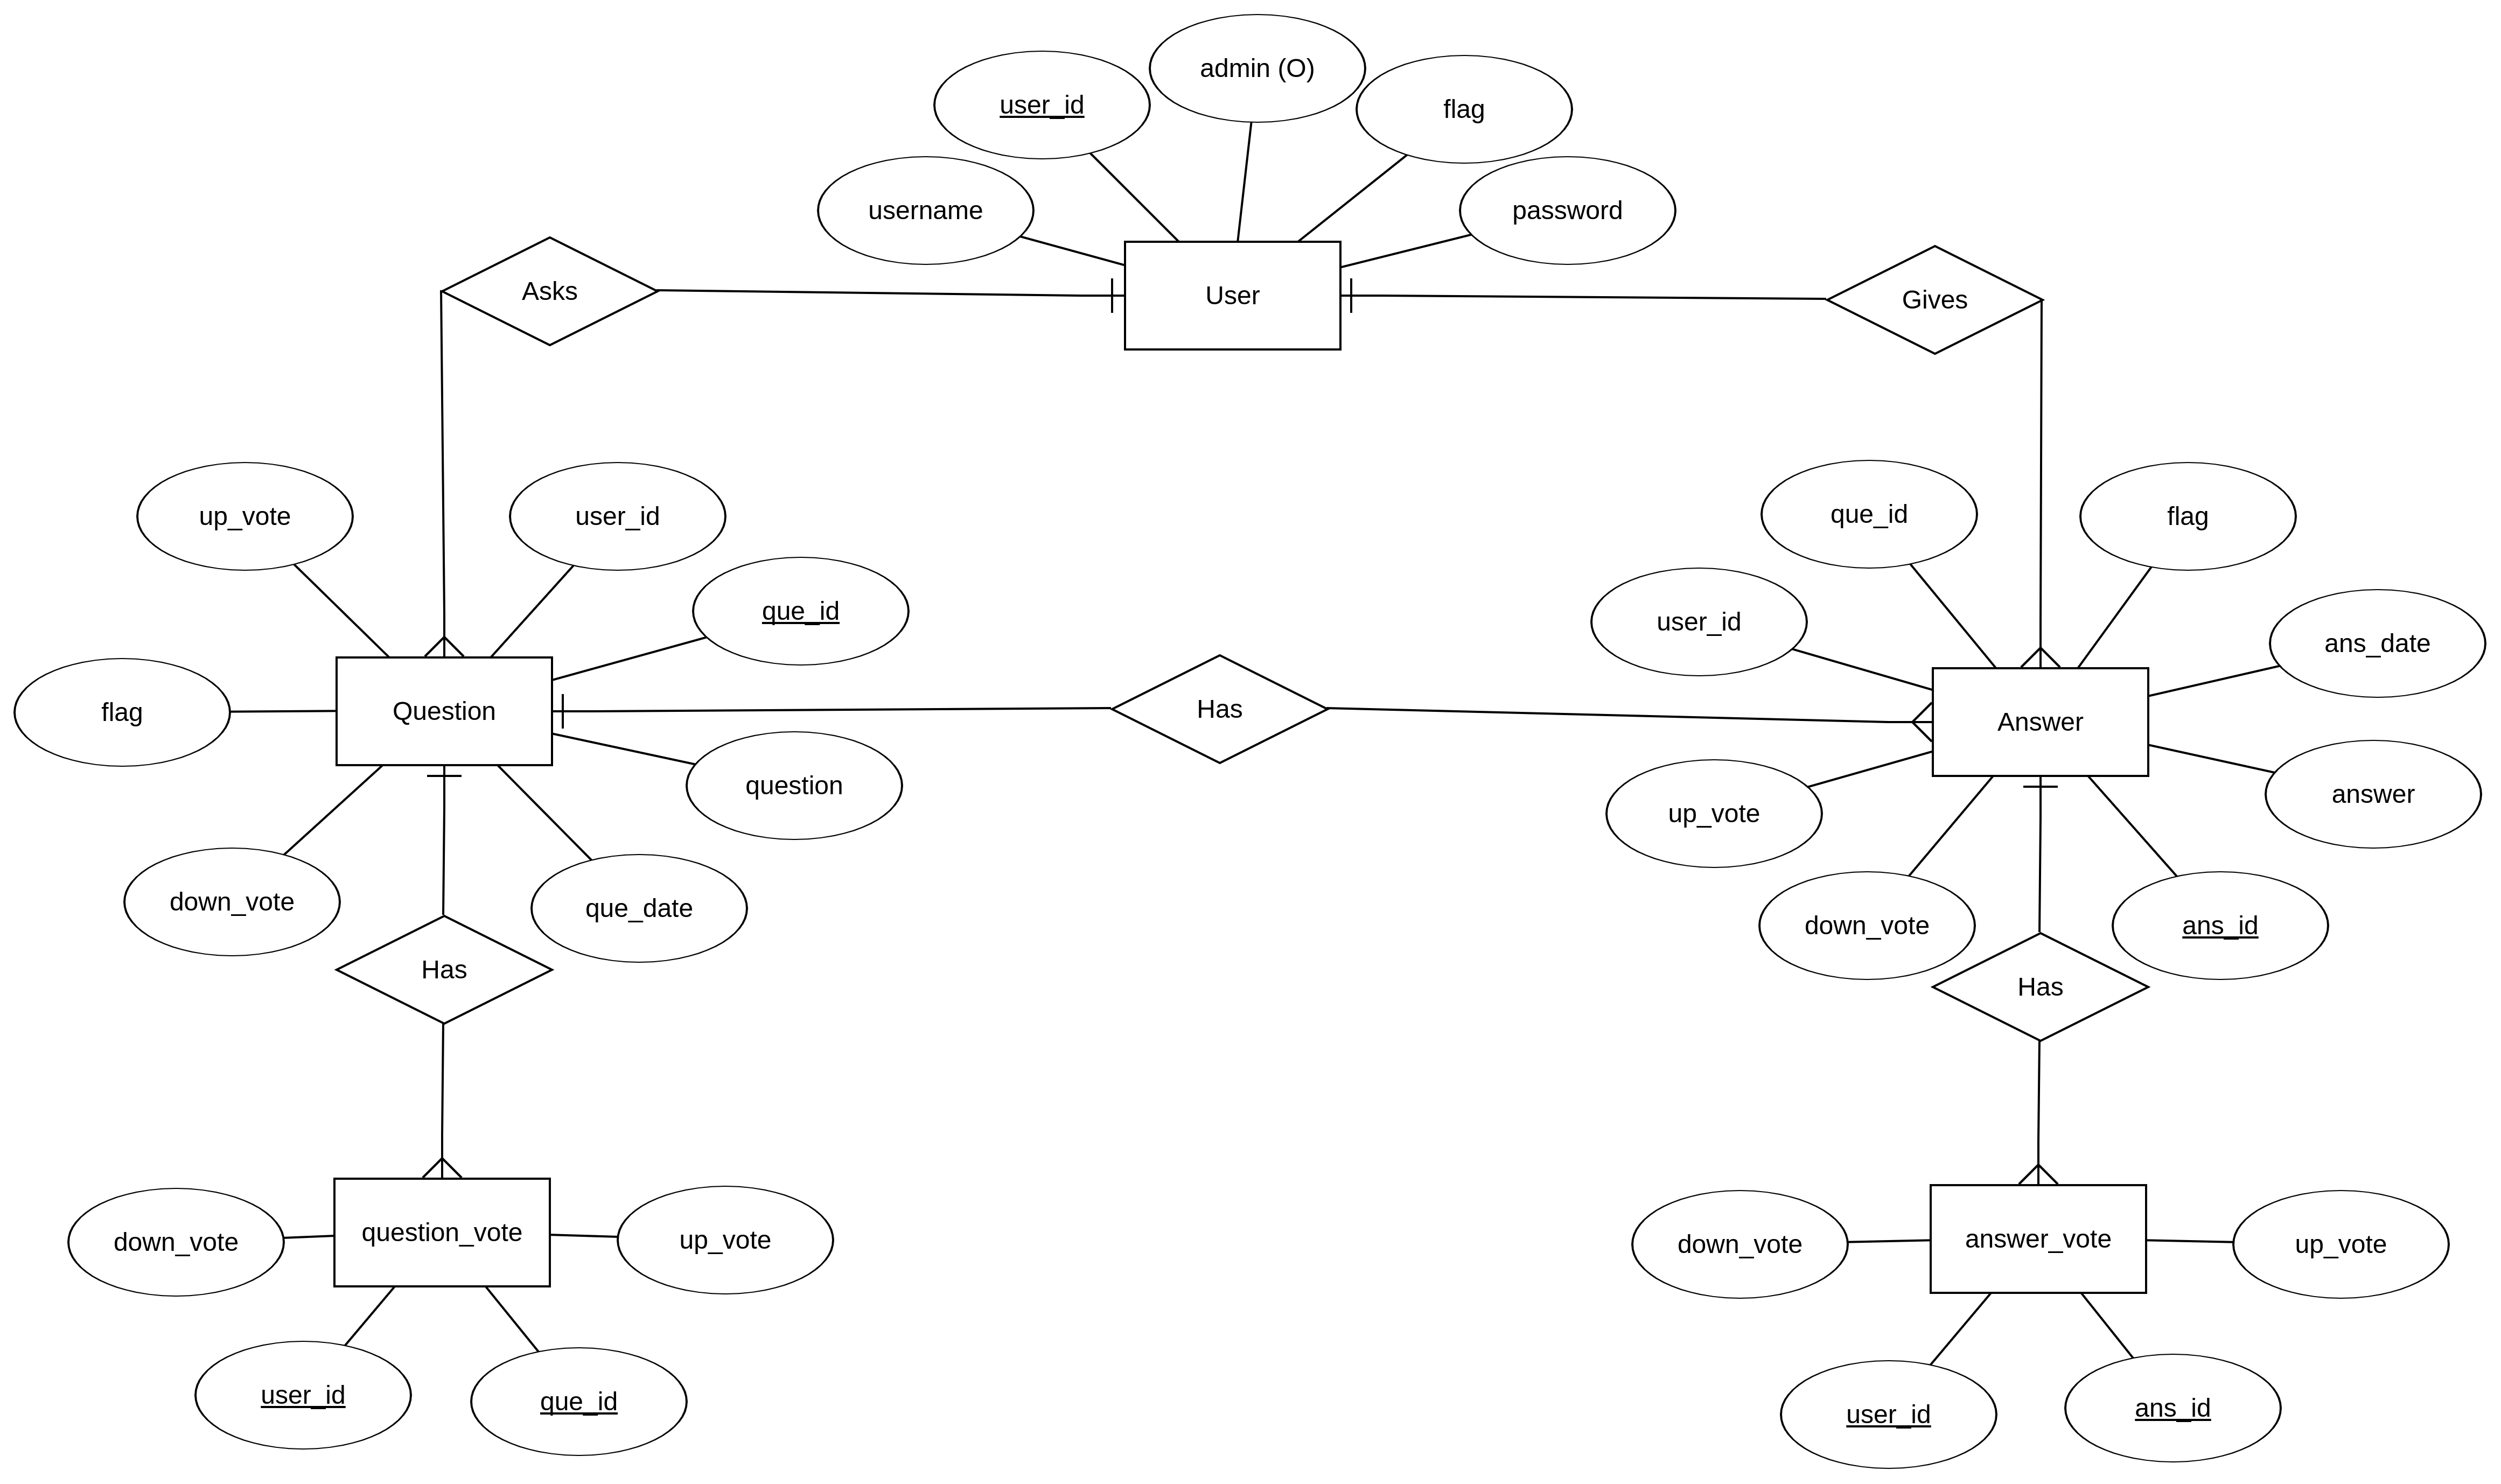 admin (O)
user_id
flag
username
password
Asks
User
Gives
up_vote
user_id
que_id
flag
que_id
user_id
ans_date
flag
Question
Has
Answer
question
answer
up_vote
down_vote
que_date
down_vote
ans_id
Has
Has
down_vote
question_vote
up_vote
down_vote
answer_vote
up_vote
user_id
que_id
user_id
ans_id